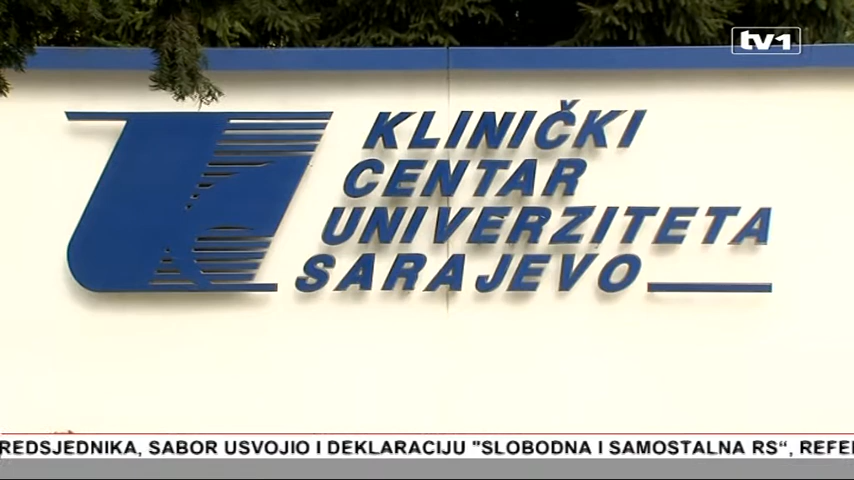 tv1
KLINIČKI
CENTAR
UNIVERZITETA
SARAJEVO
REDSJEDNIKA, SABOR USVOJIO I DEKLARACIJU "SLOBODNA I SAMOSTALNA RS“, REFE